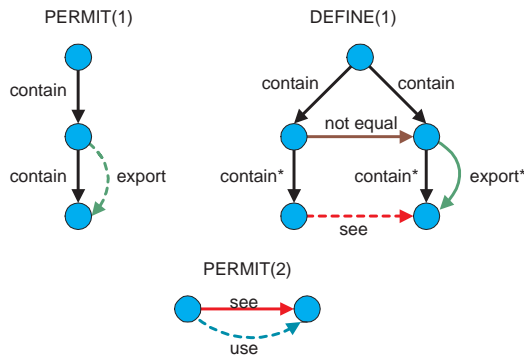 PERMIT(1)
contain
contain
export
DEFINE(1)
contain
contain
not equal
contain*
contain*
export*
see
PERMIT(2)
see
use